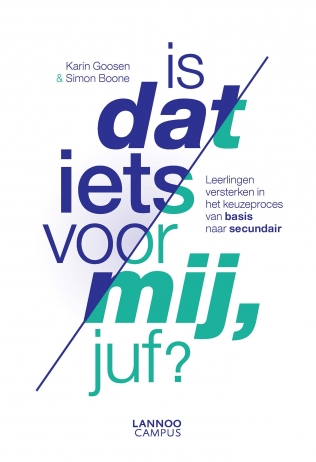 Karin Goosen
& Simon Boone
is
dat
iets
voor
mij,
juf?
Leerlingen
versterken in
het keuzeproces
van basis
naar secundair
LANNOO
CAMPUS